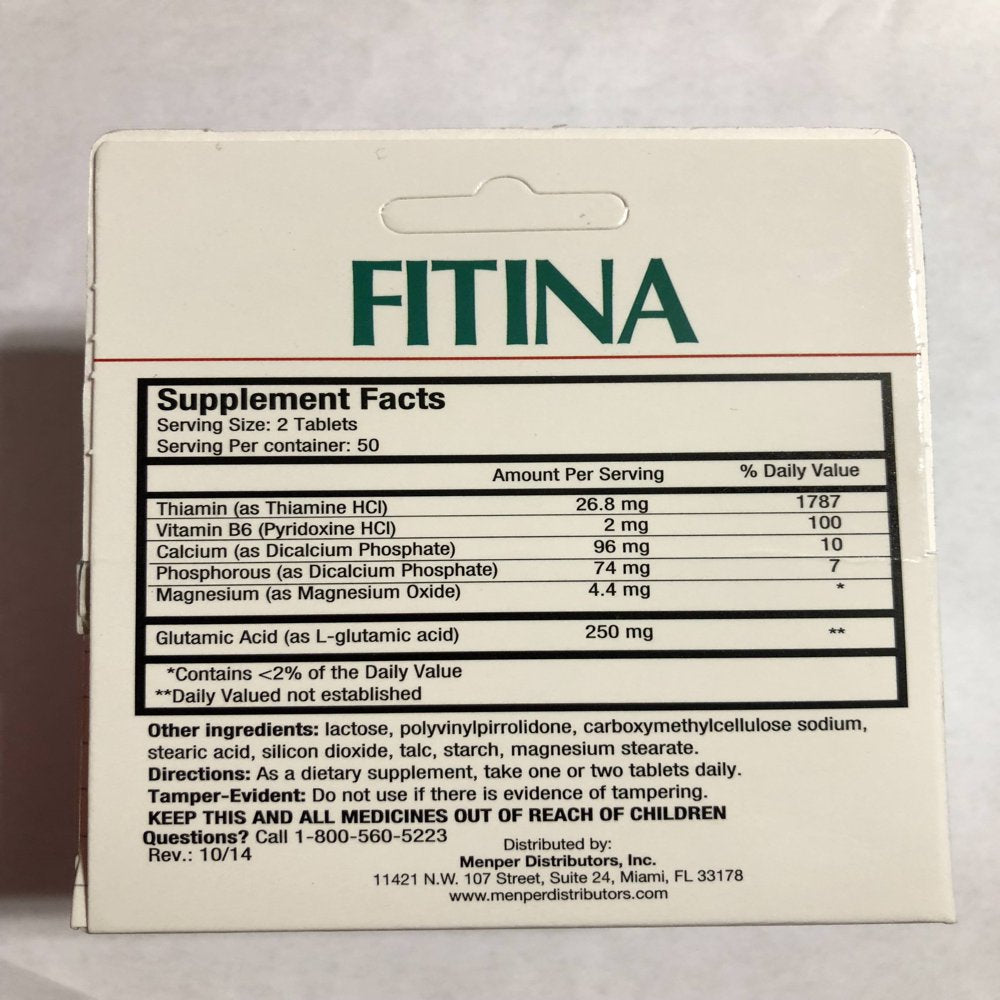 FITINA
Supplement Facts
Serving Size: 2 Tablets
Serving Per container: 50
Amount Per Serving % Daily Value
Thiamin (as Thiamine HCl) 26.8 mg 1787
Vitamin B6 (Pyridoxine HCl) 2 mg 100
Calcium (as Dicalcium Phosphate) 96 mg 10
Phosphorous (as Dicalcium Phosphate) 74 mg 7
Magnesium (as Magnesium Oxide) 4.4 mg *
Glutamic Acid (as L-glutamic acid) 250 mg **
*Contains <2% of the Daily Value
**Daily Valued not established
Other ingredients: lactose, polyvinylpirrolidone, carboxymethylcellulose sodium,
stearic acid, silicon dioxide, talc, starch, magnesium stearate.
Directions: As a dietary supplement, take one or two tablets daily.
Tamper-Evident: Do not use if there is evidence of tampering.
KEEP THIS AND ALL MEDICINES OUT OF REACH OF CHILDREN
Questions? Call 1-800-560-5223
Rev.: 10/14
Distributed by:
Menper Distributors, Inc.
11421 N.W. 107 Street, Suite 24, Miami, FL 33178
www.menperdistributors.com